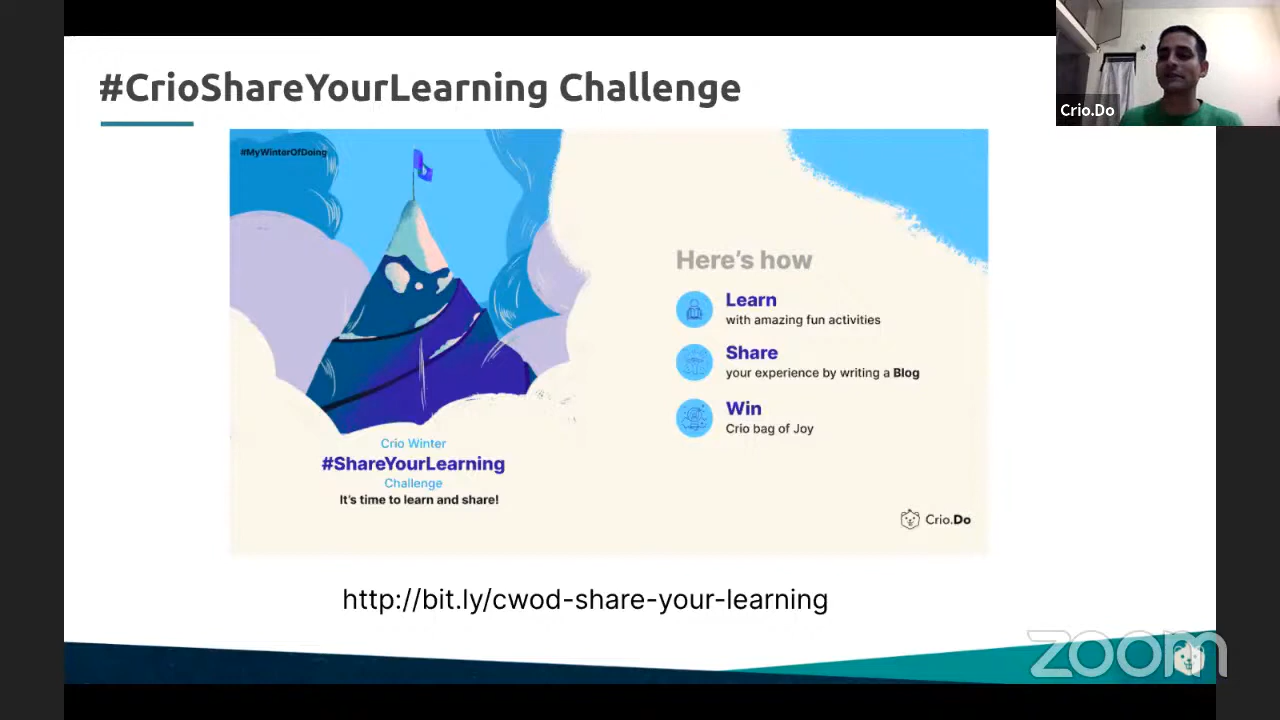 #CrioShareYourLearning Challenge
Crio.Do
#MyWinterOfDoing
Here's how
Learn
with amazing fun activities
Share
your experience by writing a Blog
Win
Crio bag of Joy
Crio Winter
#ShareYourLearning
Challenge
It's time to learn and share!
Crio.Do
http://bit.ly/cwod-share-your-learning
zoom